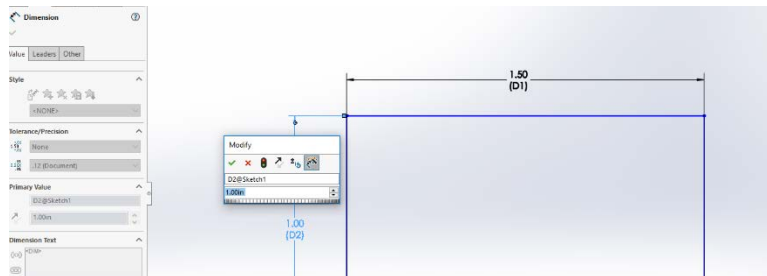 Dimension
Value Leaders Other
Style
<NONE>
Tolerance/Precision
None
.12 (Document)
Primary Value
D2@Sketch1
1.00in
Dimension Text
<DIM>
1.50
(D1)
Modify
D2@Sketch1
1.00in
1.00
(D2)